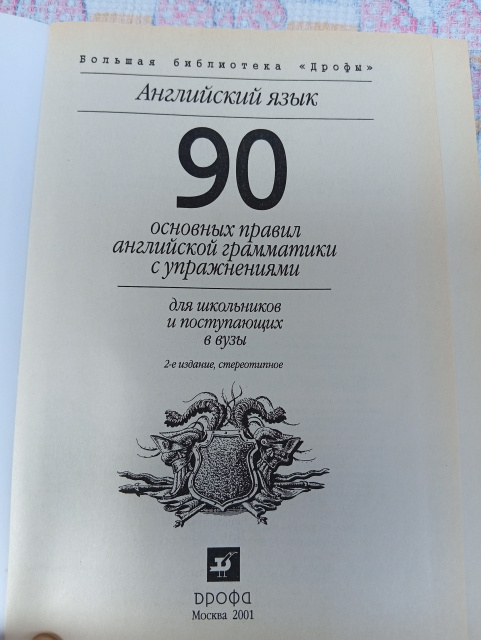 Большая библиотека «Дрофы»
Английский язык
90
основных правил
английской грамматики
с упражнениями
для школьников
и поступающих
в вузы
2-е издание, стереотипное
дрофа
Москва 2001